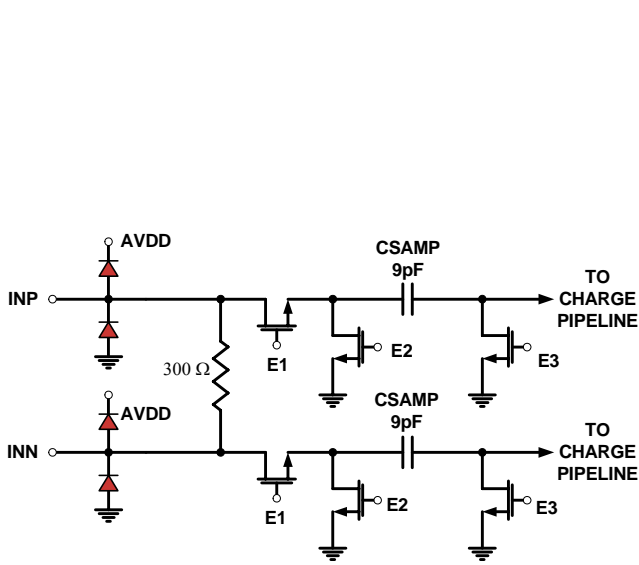 AVDD
CSAMP
9pF
INP
TO
CHARGE
PIPELINE
E1
E2
E3
300 Ω
AVDD
CSAMP
9pF
INN
TO
CHARGE
PIPELINE
E1
E2
E3